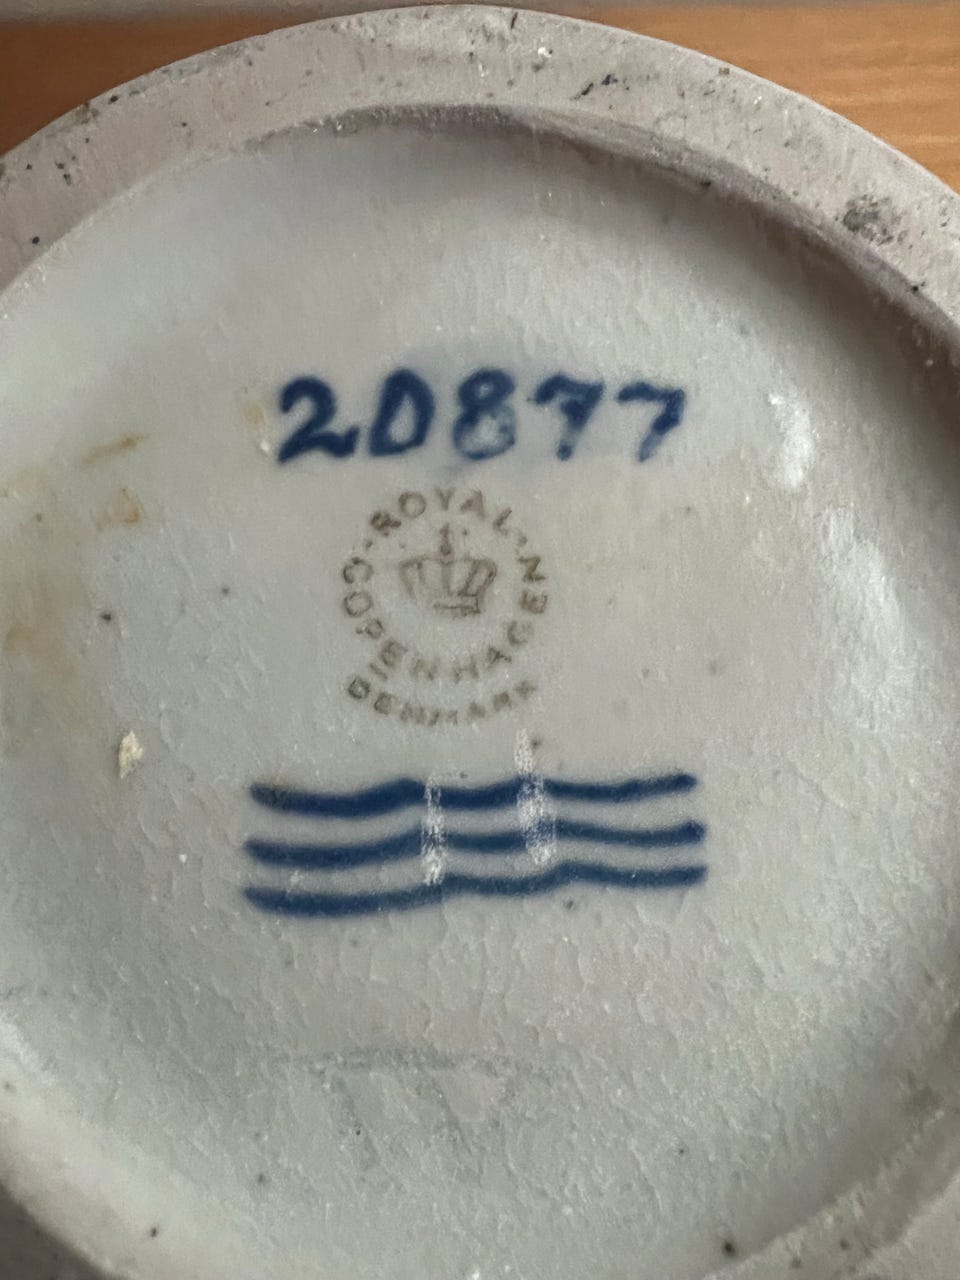 20877
ROYAL
COPENHAGEN
DENMARK